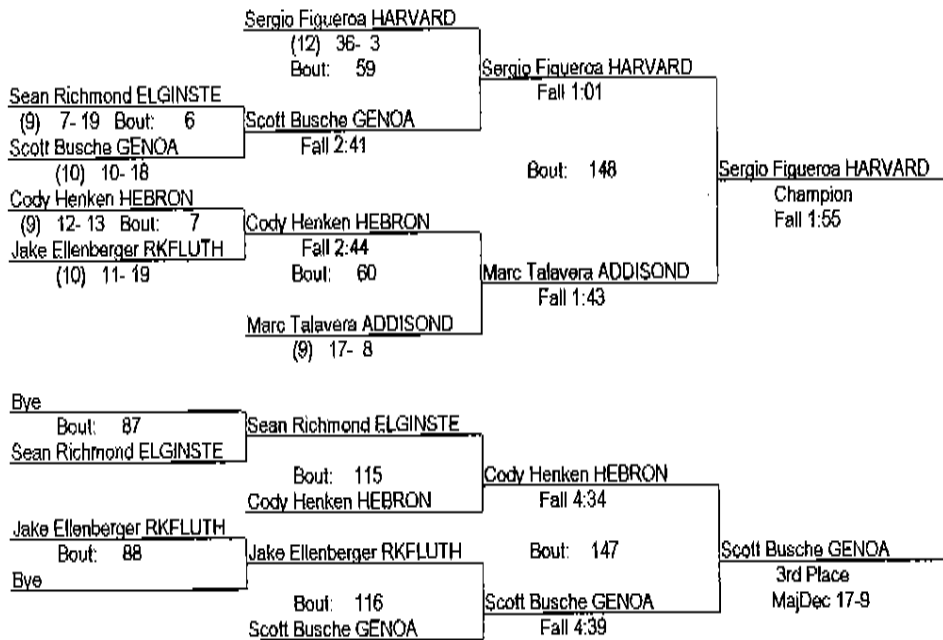 Sergio Figueroa HARVARD
(12) 36- 3
Bout: 59
Sergio Figueroa HARVARD
Fall 1:01
Sean Richmond ELGINSTE
(9) 7- 19 Bout: 6
Scott Busche GENOA
Fall 2:41
Scott Busche GENOA
(10) 10- 18
Bout: 148
Sergio Figueroa HARVARD
Champion
Fall 1:55
Cody Henken HEBRON
(9) 12- 13 Bout: 7
Cody Henken HEBRON
Fall 2:44
Jake Ellenberger RKFLUTH
(10) 11- 19
Bout: 60
Marc Talavera ADDISOND
Fall 1:43
Marc Talavera ADDISOND
(9) 17- 8
Bye
Bout: 87
Sean Richmond ELGINSTE
Sean Richmond ELGINSTE
Bout: 115
Cody Henken HEBRON
Fall 4:34
Cody Henken HEBRON
Jake Ellenberger RKFLUTH
Bout: 88
Jake Ellenberger RKFLUTH
Bout: 147
Scott Busche GENOA
3rd Place
MajDec 17-9
Bye
Bout: 116
Scott Busche GENOA
Fall 4:39
Scott Busche GENOA